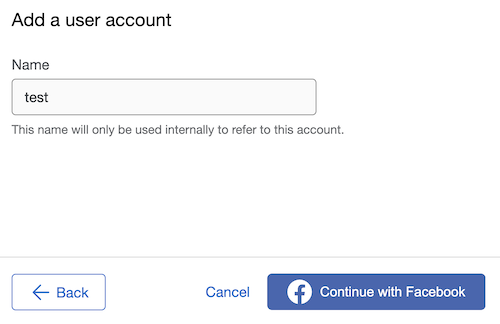 Add a user account
Name
test
This name will only be used internally to refer to this account.
Back
Cancel
Continue with Facebook